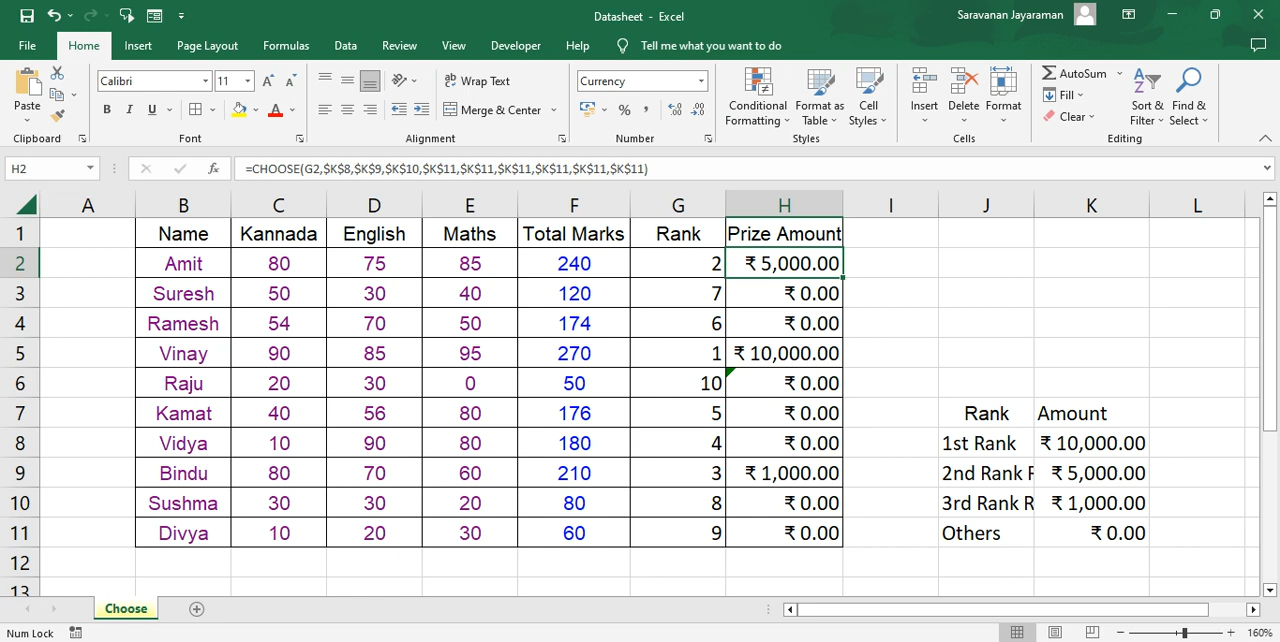 Datasheet - Excel
Saravanan Jayaraman
File Home Insert Page Layout Formulas Data Review View Developer Help Tell me what you want to do
Calibri 11 Wrap Text Currency AutoSum
Paste B I U Merge & Center % , Conditional Formatting Format as Table Cell Styles Insert Delete Format Fill Clear Sort & Filter Find & Select
Clipboard Font Alignment Number Styles Cells Editing
H2 fx =CHOOSE(G2,$K$8,$K$9,$K$10,$K$11,$K$11,$K$11,$K$11,$K$11,$K$11)
A B C D E F G H I J K L
1 Name Kannada English Maths Total Marks Rank Prize Amount
2 Amit 80 75 85 240 2 ₹ 5,000.00
3 Suresh 50 30 40 120 7 ₹ 0.00
4 Ramesh 54 70 50 174 6 ₹ 0.00
5 Vinay 90 85 95 270 1 ₹ 10,000.00
6 Raju 20 30 0 50 10 ₹ 0.00
7 Kamat 40 56 80 176 5 ₹ 0.00 Rank Amount
8 Vidya 10 90 80 180 4 ₹ 0.00 1st Rank ₹ 10,000.00
9 Bindu 80 70 60 210 3 ₹ 1,000.00 2nd Rank ₹ 5,000.00
10 Sushma 30 30 20 80 8 ₹ 0.00 3rd Rank R ₹ 1,000.00
11 Divya 10 20 30 60 9 ₹ 0.00 Others ₹ 0.00
12
13
Choose
Num Lock 160%